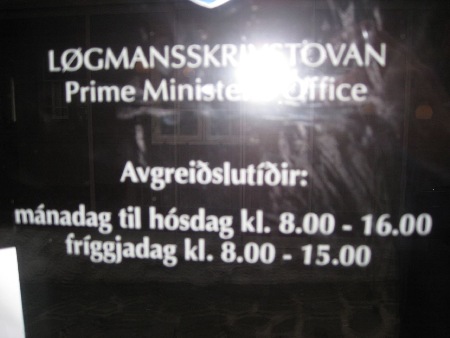 LØGMANSSKRIVSTOVAN
Prime Minister's Office
Avgreiðslutíðir:
mánadag til hósdag kl. 8.00 - 16.00
fríggjadag kl. 8.00 - 15.00